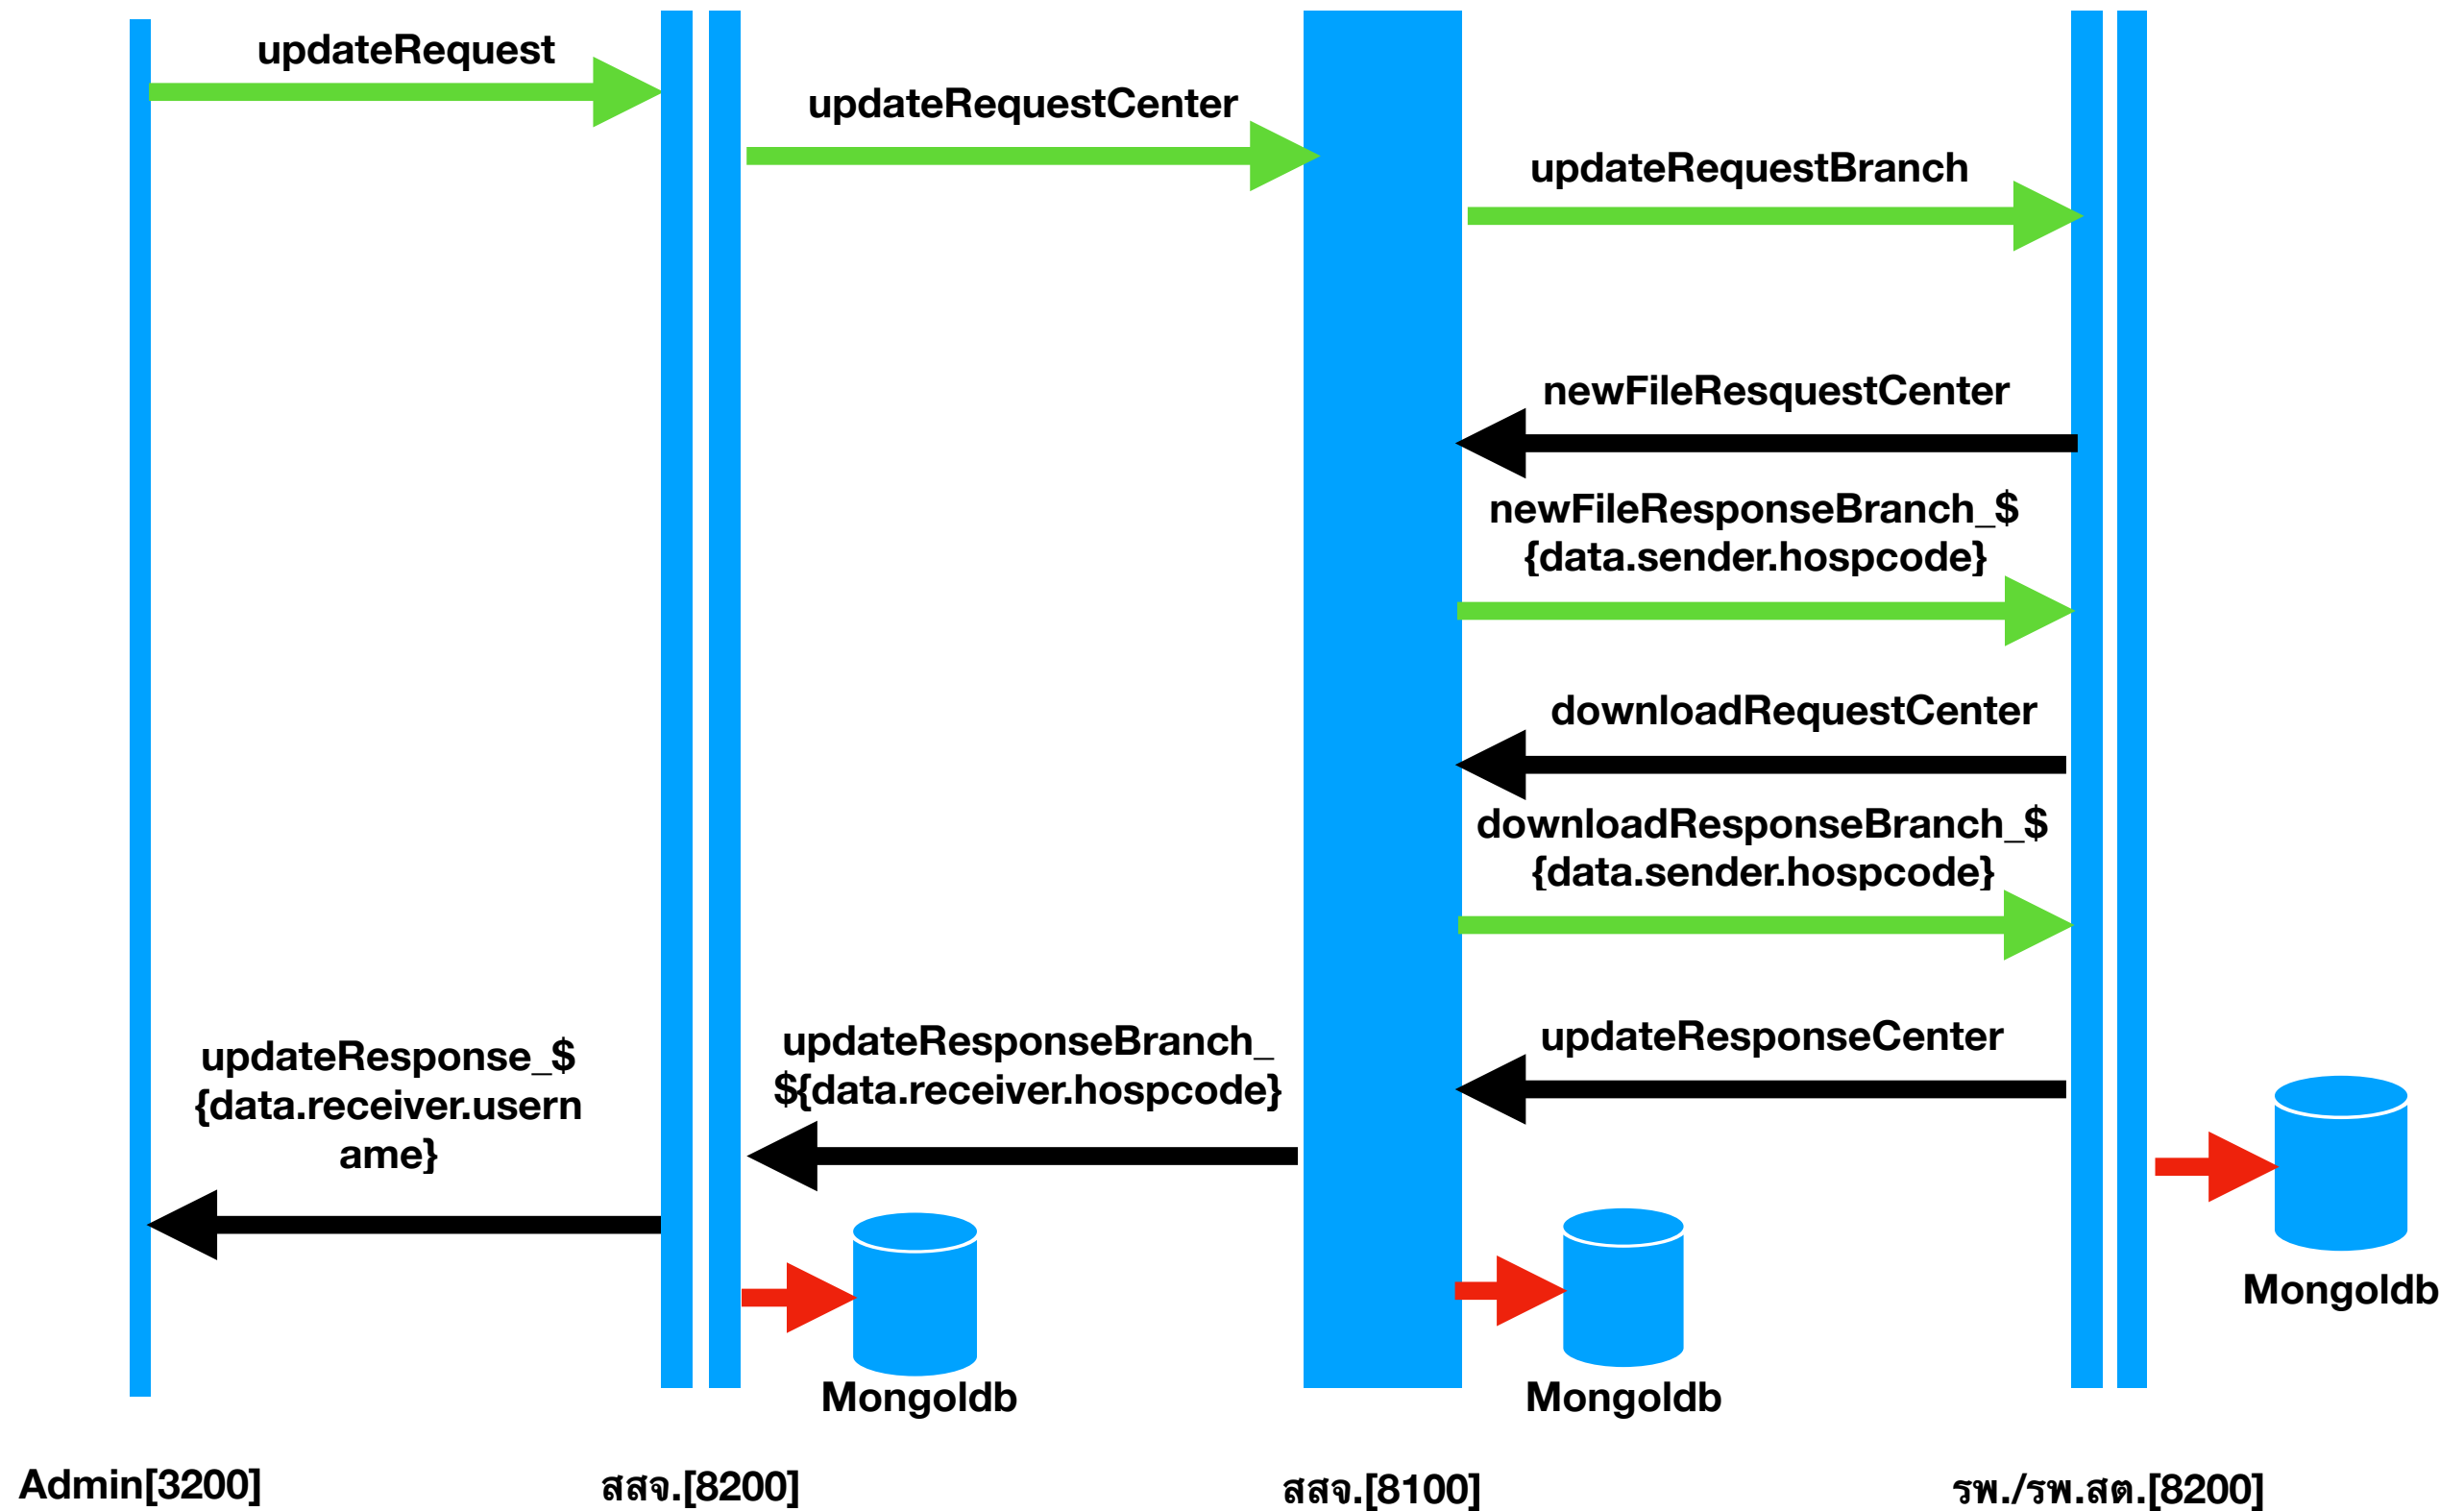 updateRequest
updateRequestCenter
updateRequestBranch
newFileResquestCenter
newFileResponseBranch_$
{data.sender.hospcode}
downloadRequestCenter
downloadResponseBranch_$
{data.sender.hospcode}
updateResponseCenter
updateResponseBranch_
${data.receiver.hospcode}
updateResponse_$
{data.receiver.usern
ame}
Mongoldb
Mongoldb
Mongoldb
Admin[3200]
สสจ.[8200]
สสจ.[8100]
รพ./รพ.สต.[8200]